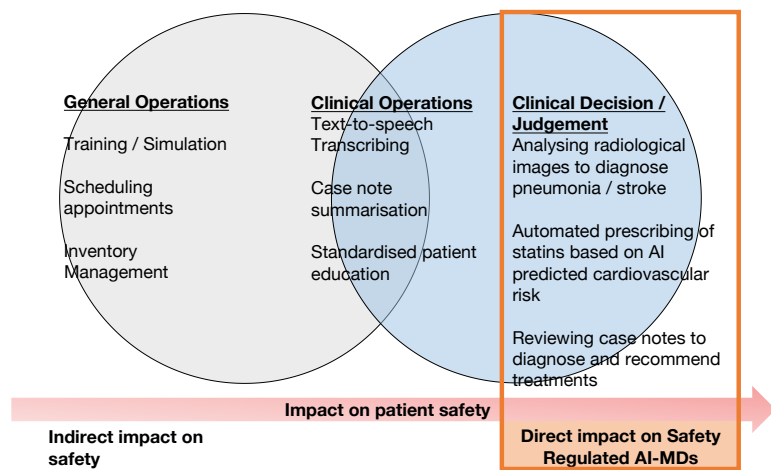 General Operations
Training / Simulation
Scheduling
appointments
Inventory
Management
Clinical Operations
Text-to-speech
Transcribing
Case note
summarisation
Standardised patient
education
Clinical Decision /
Judgement
Analysing radiological
images to diagnose
pneumonia / stroke
Automated prescribing of
statins based on AI
predicted cardiovascular
risk
Reviewing case notes to
diagnose and recommend
treatments
Impact on patient safety
Indirect impact on
safety
Direct impact on Safety
Regulated AI-MDs